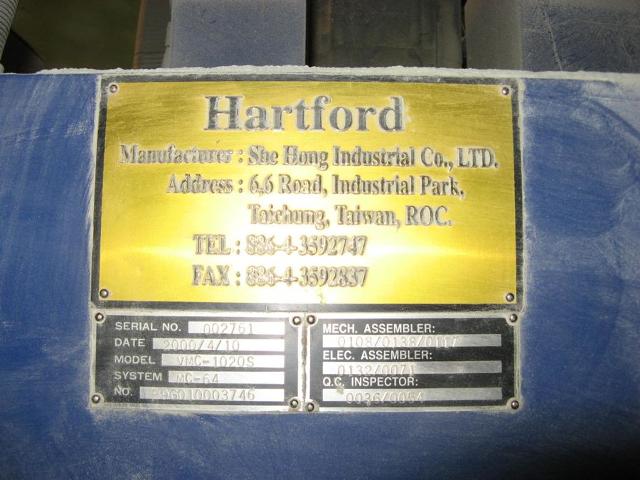 Hartford
Manufacturer : She Hong Industrial Co., LTD.
Address : 6,6 Road, Industrial Park,
Taichung, Taiwan, ROC.
TEL : 886-4-3592747
FAX : 886-4-3592837
SERIAL NO. 002761
DATE 2000/4/10
MODEL VMC-1020S
SYSTEM MC-64
NO.
MECH. ASSEMBLER:
0108/0138/0117
ELEC. ASSEMBLER:
0132/0071
Q.C. INSPECTOR:
0036/0054